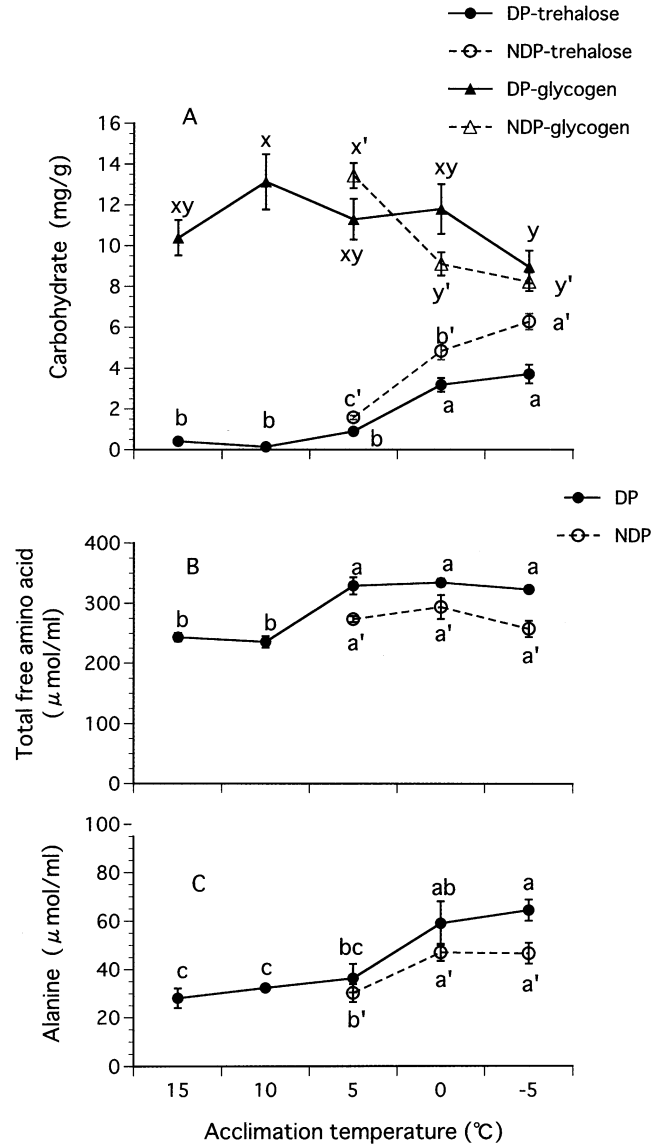 DP-trehalose
NDP-trehalose
DP-glycogen
NDP-glycogen
A
Carbohydrate (mg/g)
16
14
12
10
8
6
4
2
0
xy
x
x'
xy
xy
y'
y
y'
b
b
c'
b
b'
a
a'
a
DP
NDP
B
Total free amino acid
(μmol/ml)
400
300
200
100
0
b
b
a
a'
a
a'
a
a'
C
Alanine (μmol/ml)
100
80
60
40
20
0
c
c
bc
b'
ab
a'
a
a'
15 10 5 0 -5
Acclimation temperature (℃)